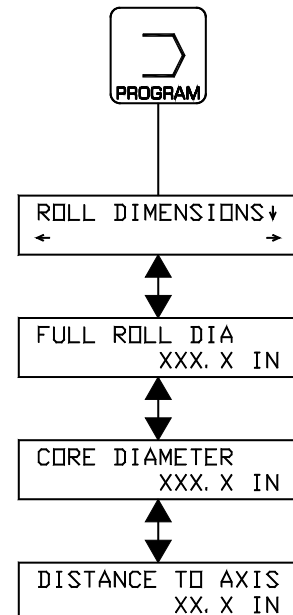 PROGRAM
ROLL DIMENSIONS↓
← →
FULL ROLL DIA
XXX. X IN
CORE DIAMETER
XXX. X IN
DISTANCE TO AXIS
XX. X IN